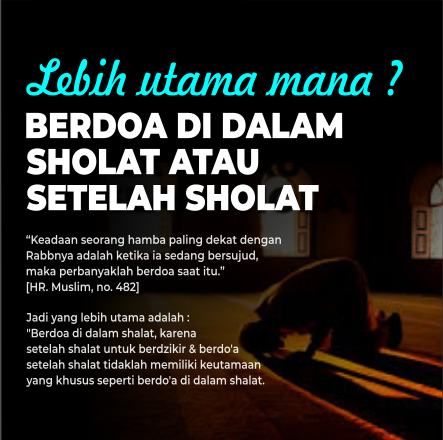 Lebih utama mana ?
BERDOA DI DALAM
SHOLAT ATAU
SETELAH SHOLAT
“Keadaan seorang hamba paling dekat dengan
Rabbnya adalah ketika ia sedang bersujud,
maka perbanyaklah berdoa saat itu.”
[HR. Muslim, no. 482]
Jadi yang lebih utama adalah :
"Berdoa di dalam shalat, karena
setelah shalat untuk berdzikir & berdo'a
setelah shalat tidaklah memiliki keutamaan
yang khusus seperti berdo'a di dalam shalat.